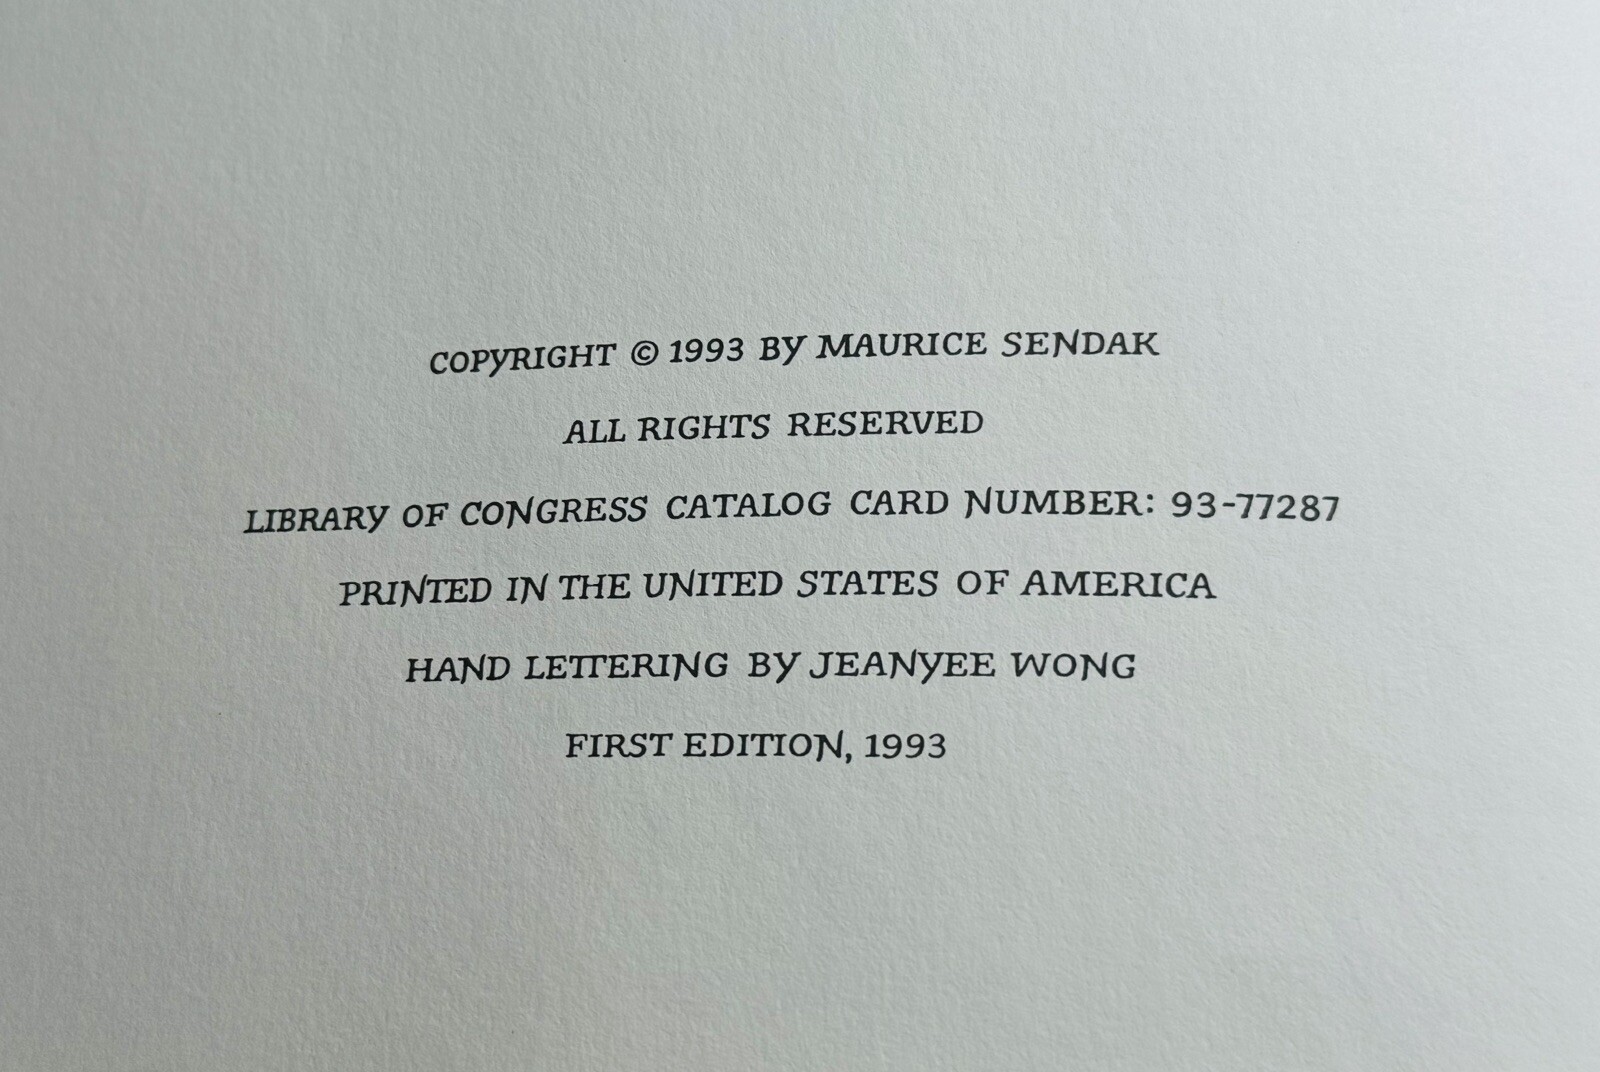 COPYRIGHT © 1993 BY MAURICE SENDAK
ALL RIGHTS RESERVED
LIBRARY OF CONGRESS CATALOG CARD NUMBER: 93-77287
PRINTED IN THE UNITED STATES OF AMERICA
HAND LETTERING BY JEANYEE WONG
FIRST EDITION, 1993